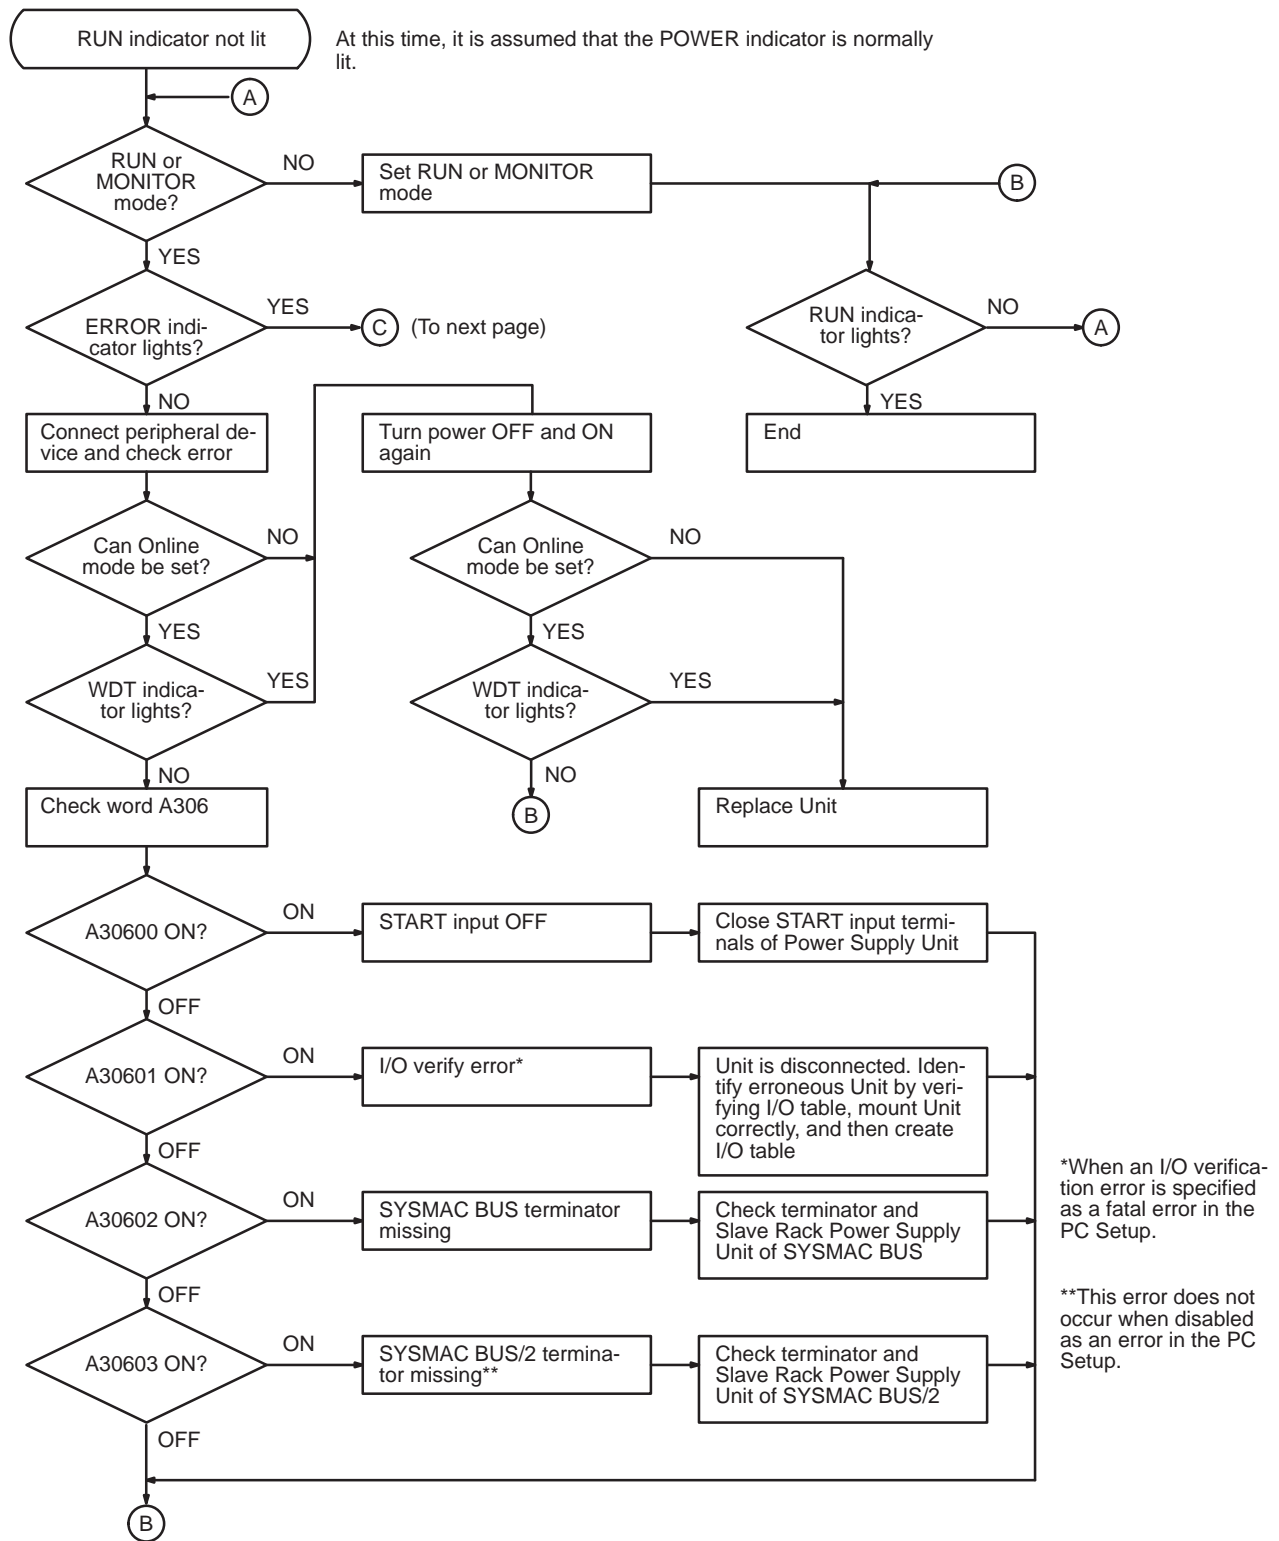 RUN indicator not lit
At this time, it is assumed that the POWER indicator is normally
lit.
A
RUN or
MONITOR
mode?
NO
Set RUN or MONITOR
mode
B
YES
ERROR indi-
cator lights?
YES
C
(To next page)
RUN indica-
tor lights?
NO
A
NO
YES
Connect peripheral de-
vice and check error
Turn power OFF and ON
again
End
Can Online
mode be set?
NO
Can Online
mode be set?
NO
YES
YES
WDT indica-
tor lights?
YES
WDT indica-
tor lights?
YES
NO
NO
Check word A306
B
Replace Unit
A30600 ON?
ON
START input OFF
Close START input termi-
nals of Power Supply Unit
OFF
A30601 ON?
ON
I/O verify error*
Unit is disconnected. Iden-
tify erroneous Unit by veri-
fying I/O table, mount Unit
correctly, and then create
I/O table
OFF
A30602 ON?
ON
SYSMAC BUS terminator
missing
Check terminator and
Slave Rack Power Supply
Unit of SYSMAC BUS
*When an I/O verifica-
tion error is specified
as a fatal error in the
PC Setup.
OFF
A30603 ON?
ON
SYSMAC BUS/2 termina-
tor missing**
Check terminator and
Slave Rack Power Supply
Unit of SYSMAC BUS/2
**This error does not
occur when disabled
as an error in the PC
Setup.
OFF
B